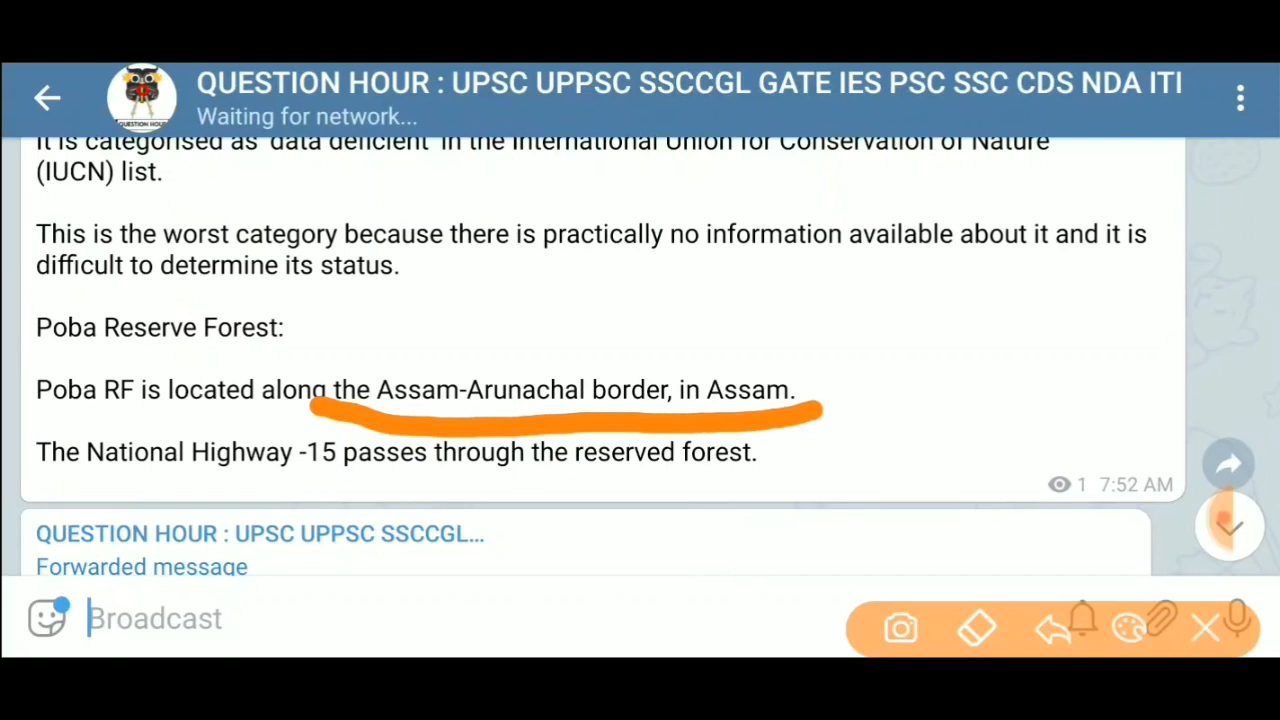 QUESTION HOUR : UPSC UPPSC SSCCGL GATE IES PSC SSC CDS NDA ITI
Waiting for network...
It is categorised as 'data deficient' in the International Union for Conservation of Nature
(IUCN) list.
This is the worst category because there is practically no information available about it and it is
difficult to determine its status.
Poba Reserve Forest:
Poba RF is located along the Assam-Arunachal border, in Assam.
The National Highway -15 passes through the reserved forest.
1 7:52 AM
QUESTION HOUR : UPSC UPPSC SSCCGL...
Forwarded message
Broadcast
QUESTION HOUR